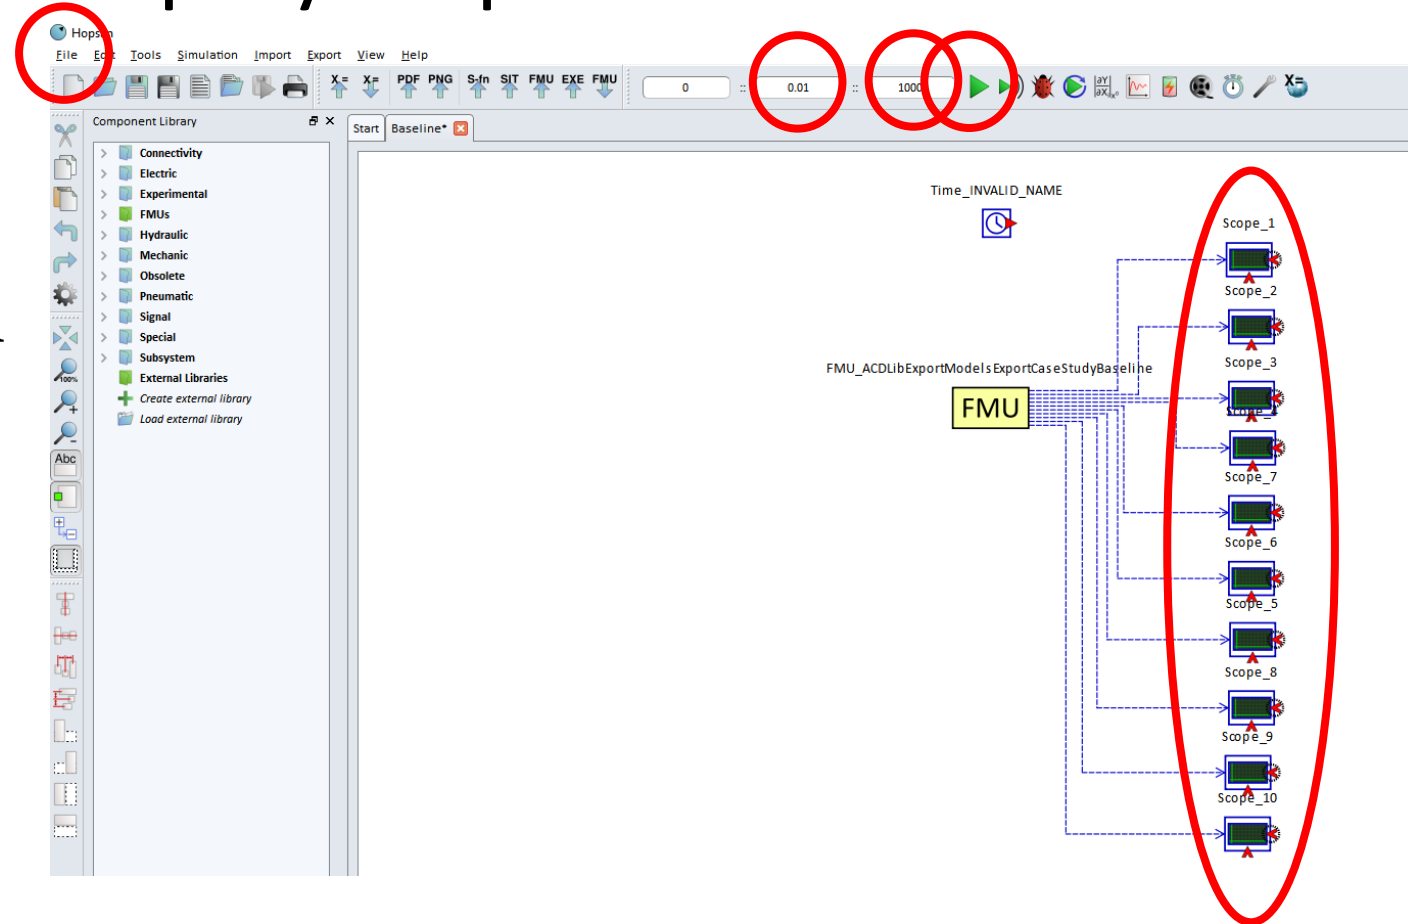 File Edit Tools Simulation Import Export View Help
X= X= PDF PNG S-fn SIT FMU EXE FMU
0 :: 0.01 :: 1000
X=
Component Library
Start Baseline*
Connectivity
Electric
Experimental
FMUs
Hydraulic
Mechanic
Obsolete
Pneumatic
Signal
Special
Subsystem
External Libraries
Create external library
Load external library
100%
Abc
Time_INVALID_NAME
FMU_ACDLibExportModelsExportCaseStudyBaseline
FMU
Scope_1
Scope_2
Scope_3
Scope_4
Scope_7
Scope_6
Scope_5
Scope_8
Scope_9
Scope_10